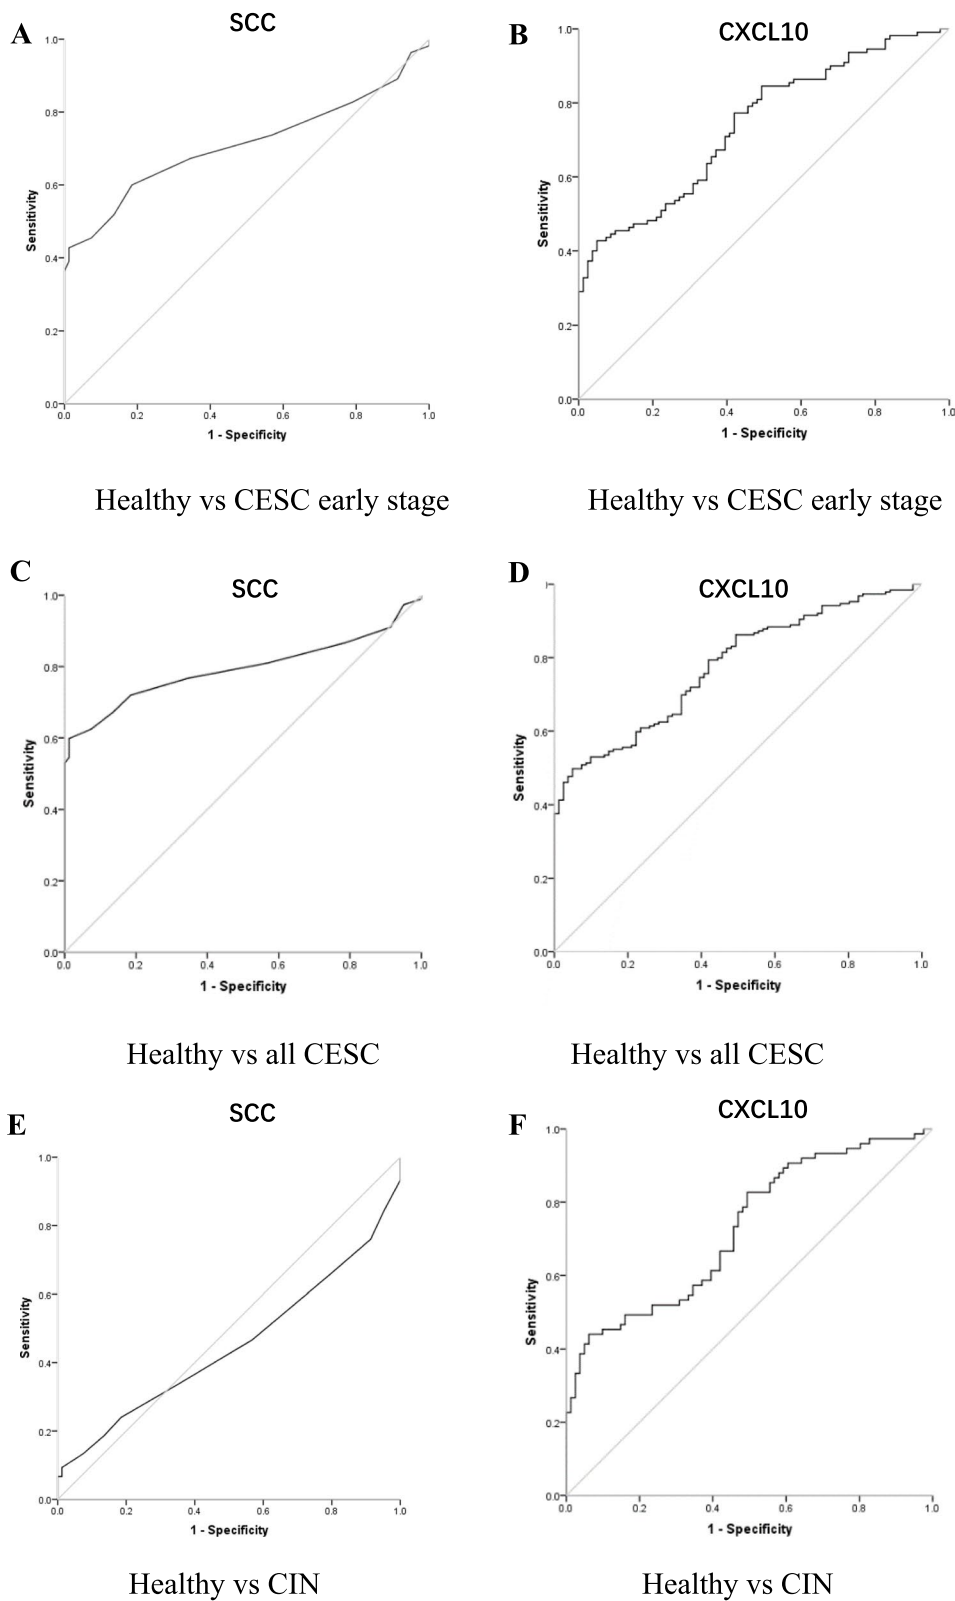 A
SCC
1.0
0.8
0.6
0.4
0.2
0.0
Sensitivity
0.0 0.2 0.4 0.6 0.8 1.0
1 - Specificity
Healthy vs CESC early stage
B
CXCL10
1.0
0.8
0.6
0.4
0.2
0.0
Sensitivity
0.0 0.2 0.4 0.6 0.8 1.0
1 - Specificity
Healthy vs CESC early stage
C
SCC
1.0
0.8
0.6
0.4
0.2
0.0
Sensitivity
0.0 0.2 0.4 0.6 0.8 1.0
1 - Specificity
Healthy vs all CESC
D
CXCL10
0.8
0.6
0.4
0.2
0.0
Sensitivity
0.0 0.2 0.4 0.6 0.8 1.0
1 - Specificity
Healthy vs all CESC
E
SCC
1.0
0.8
0.6
0.4
0.2
0.0
Sensitivity
0.0 0.2 0.4 0.6 0.8 1.0
1 - Specificity
Healthy vs CIN
F
CXCL10
1.0
0.8
0.6
0.4
0.2
0.0
Sensitivity
0.0 0.2 0.4 0.6 0.8 1.0
1 - Specificity
Healthy vs CIN